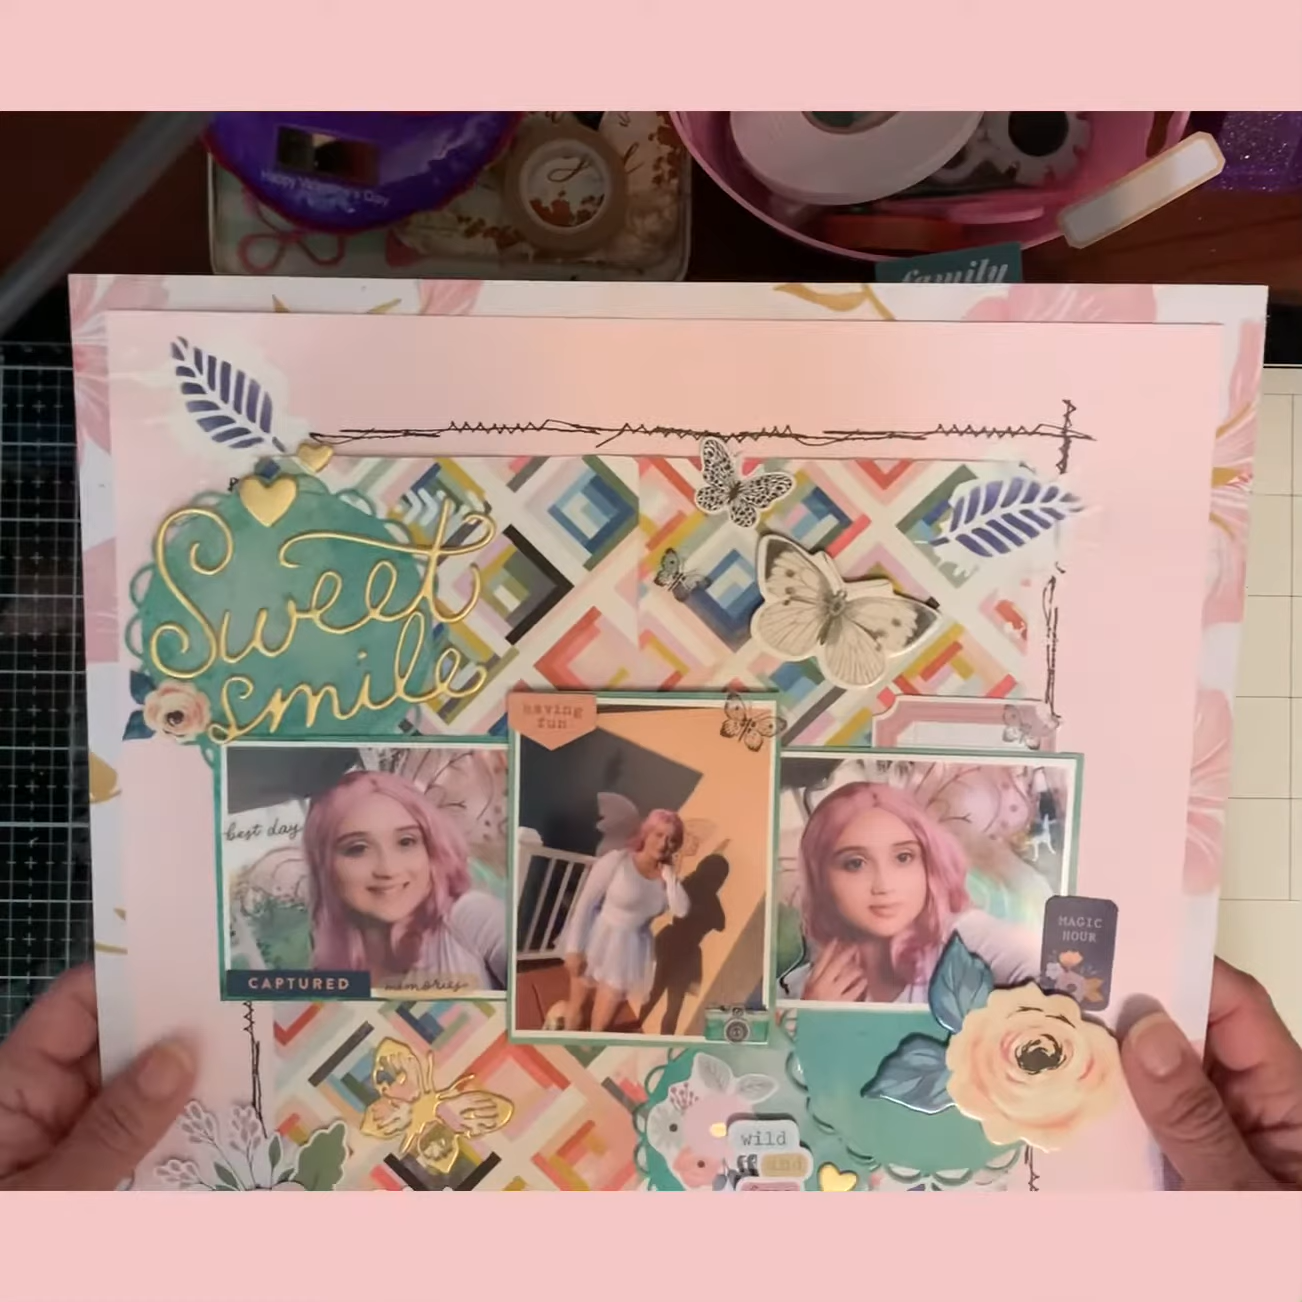 Happy Valentine's Day
family
Sweet
smile
having
fun
best day
CAPTURED
memories
MAGIC
HOUR
wild
and